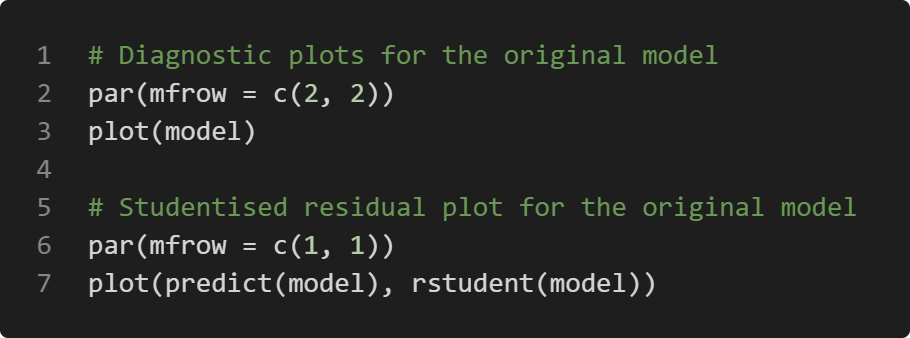 1 # Diagnostic plots for the original model
2 par(mfrow = c(2, 2))
3 plot(model)
4
5 # Studentised residual plot for the original model
6 par(mfrow = c(1, 1))
7 plot(predict(model), rstudent(model))